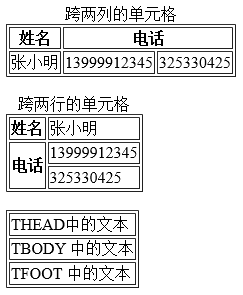 跨两列的单元格
姓名 电话
张小明 13999912345 325330425
跨两行的单元格
姓名 张小明
电话 13999912345
325330425
THEAD中的文本
TBODY 中的文本
TFOOT 中的文本